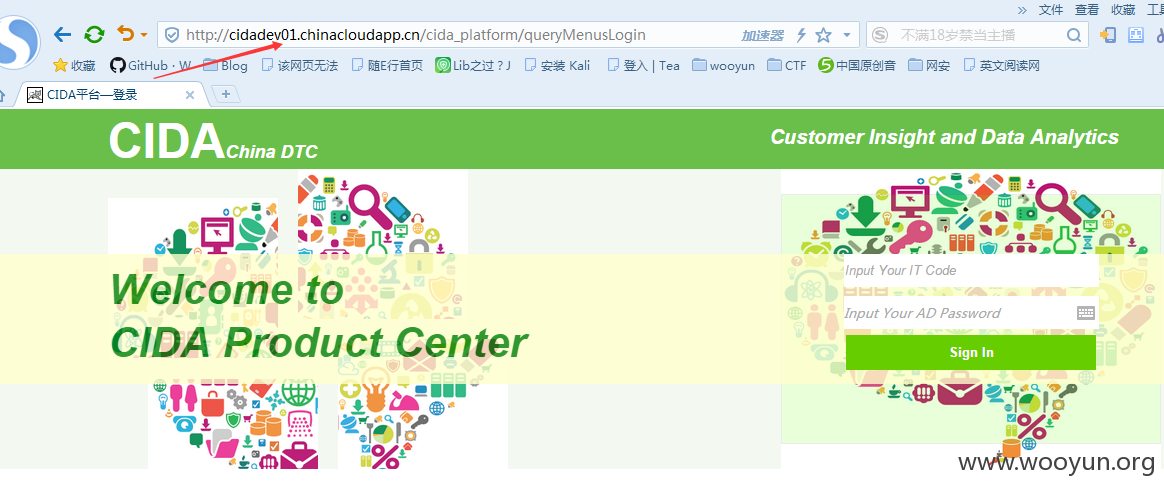 » 文件 查看 收藏 工具
http://cidadev01.chinacloudapp.cn/cida_platform/queryMenusLogin 加速器 不满18岁禁当主播
收藏 GitHub · W Blog 该网页无法 随E行首页 Lib之过？J 安装 Kali 登入 | Tea wooyun CTF 中国原创音 网安 英文阅读网
CIDA平台—登录
CIDA China DTC Customer Insight and Data Analytics
Input Your IT Code
Welcome to
Input Your AD Password
CIDA Product Center
Sign In
www.wooyun.org